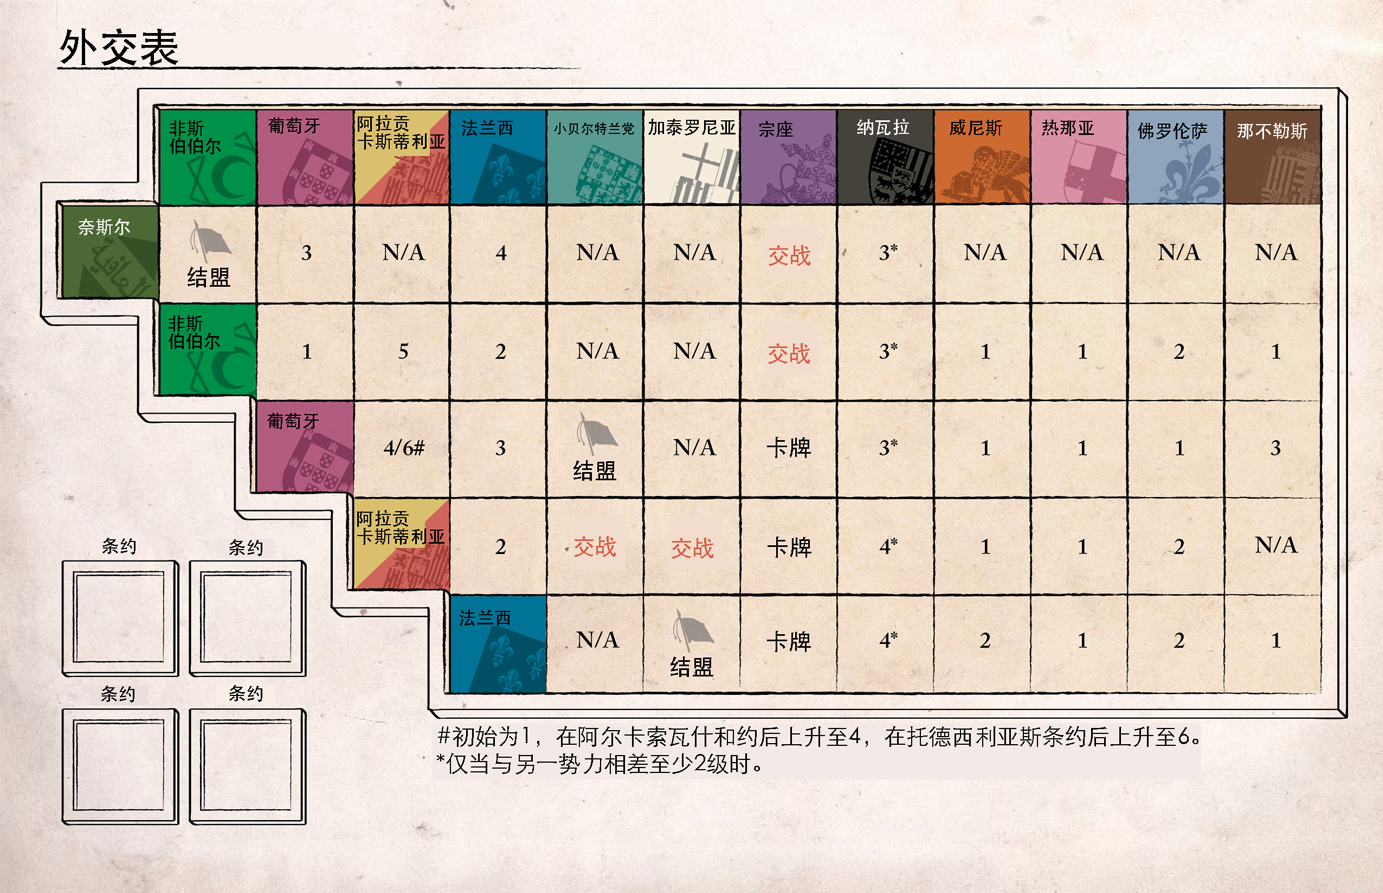 外交表
非斯
伯伯尔
葡萄牙
阿拉贡
卡斯蒂利亚
法兰西
小贝尔特兰党
加泰罗尼亚
宗座
纳瓦拉
威尼斯
热那亚
佛罗伦萨
那不勒斯
奈斯尔
结盟
3
N/A
4
N/A
N/A
交战
3*
N/A
N/A
N/A
N/A
非斯
伯伯尔
1
5
2
N/A
N/A
交战
3*
1
1
2
1
葡萄牙
4/6#
3
结盟
N/A
卡牌
3*
1
1
1
3
阿拉贡
卡斯蒂利亚
2
交战
交战
卡牌
4*
1
1
2
N/A
法兰西
N/A
结盟
卡牌
4*
2
1
2
1
条约
条约
条约
条约
#初始为1，在阿尔卡索瓦什和约后上升至4，在托德西利亚斯条约后上升至6。
*仅当与另一势力相差至少2级时。